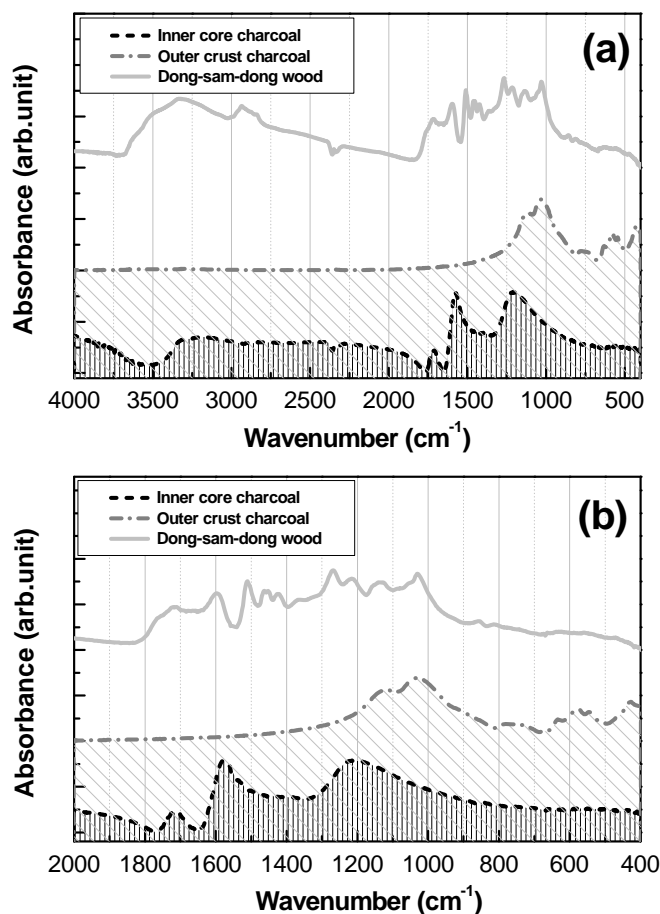 Inner core charcoal
Outer crust charcoal
Dong-sam-dong wood
(a)
Absorbance (arb.unit)
4000 3500 3000 2500 2000 1500 1000 500
Wavenumber (cm-1)
Inner core charcoal
Outer crust charcoal
Dong-sam-dong wood
(b)
Absorbance (arb.unit)
2000 1800 1600 1400 1200 1000 800 600 400
Wavenumber (cm-1)